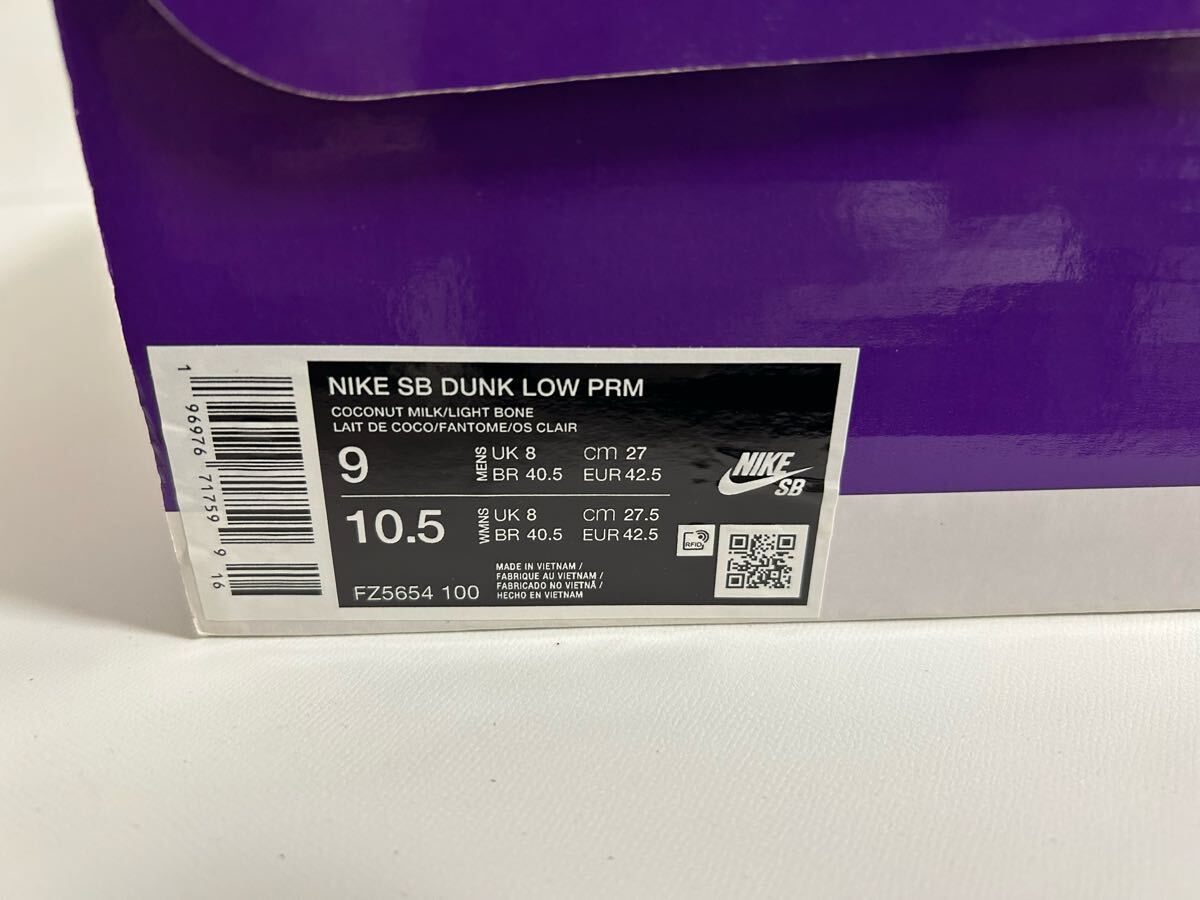 1 96976 71759 9 16
NIKE SB DUNK LOW PRM
COCONUT MILK/LIGHT BONE
LAIT DE COCO/FANTOME/OS CLAIR
9
MENS
UK 8 cm 27
BR 40.5 EUR 42.5
10.5
WMNS
UK 8 cm 27.5
BR 40.5 EUR 42.5
FZ5654 100
MADE IN VIETNAM /
FABRIQUE AU VIETNAM /
FABRICADO NO VIETNÃ /
HECHO EN VIETNAM
NIKE
SB
RFID